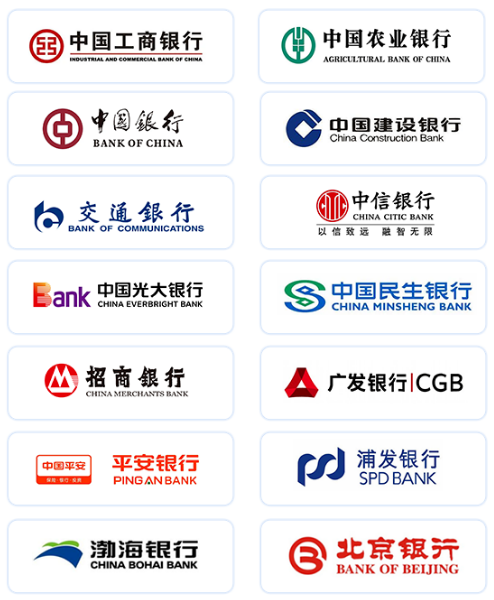 中国工商银行
INDUSTRIAL AND COMMERCIAL BANK OF CHINA
中国农业银行
AGRICULTURAL BANK OF CHINA
中国银行
BANK OF CHINA
中国建设银行
China Construction Bank
交通銀行
BANK OF COMMUNICATIONS
中信银行
CHINA CITIC BANK
以信致远 融智无限
Bank 中国光大银行
CHINA EVERBRIGHT BANK
中国民生银行
CHINA MINSHENG BANK
招商银行
CHINA MERCHANTS BANK
广发银行|CGB
中国平安
保险·银行·投资
平安银行
PING AN BANK
浦发银行
SPD BANK
渤海银行
CHINA BOHAI BANK
北京银行
BANK OF BEIJING